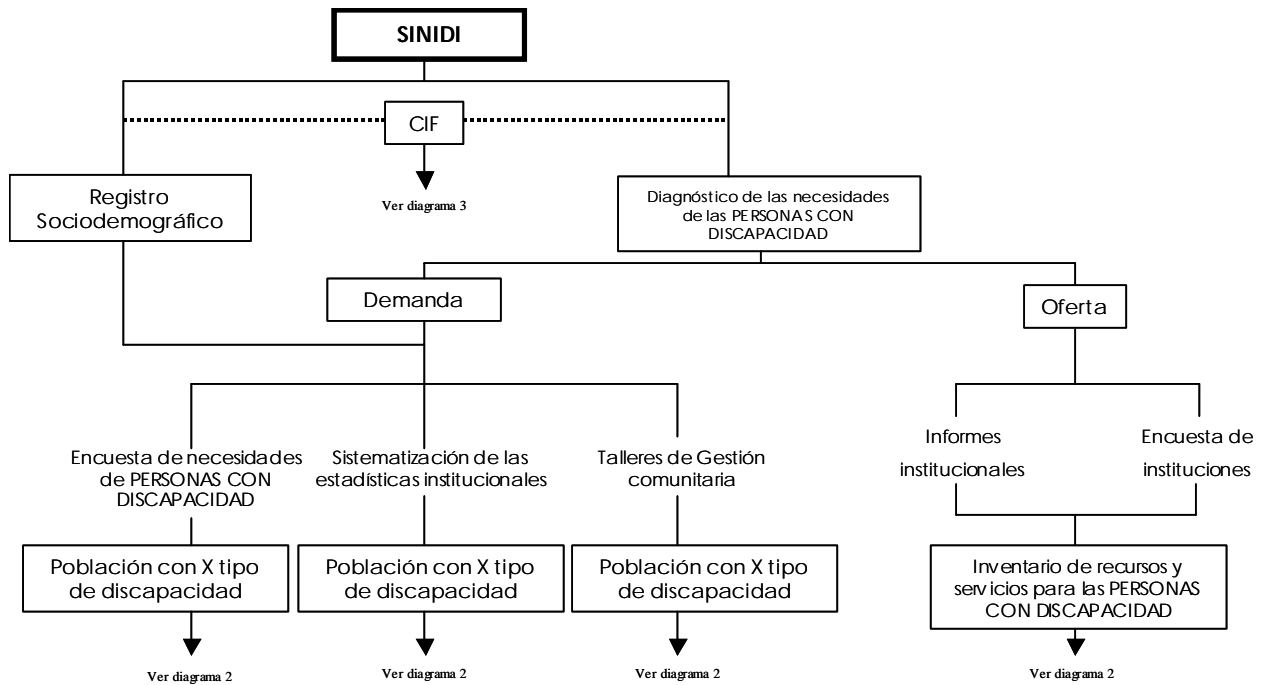 SINIDI
CIF
Ver diagrama 3
Registro
Sociodemográfico
Diagnóstico de las necesidades
de las PERSONAS CON
DISCAPACIDAD
Demanda
Oferta
Encuesta de necesidades
de PERSONAS CON
DISCAPACIDAD
Sistematización de las
estadísticas institucionales
Talleres de Gestión
comunitaria
Informes
institucionales
Encuesta de
instituciones
Población con X tipo
de discapacidad
Población con X tipo
de discapacidad
Población con X tipo
de discapacidad
Inventario de recursos y
servicios para las PERSONAS
CON DISCAPACIDAD
Ver diagrama 2
Ver diagrama 2
Ver diagrama 2
Ver diagrama 2